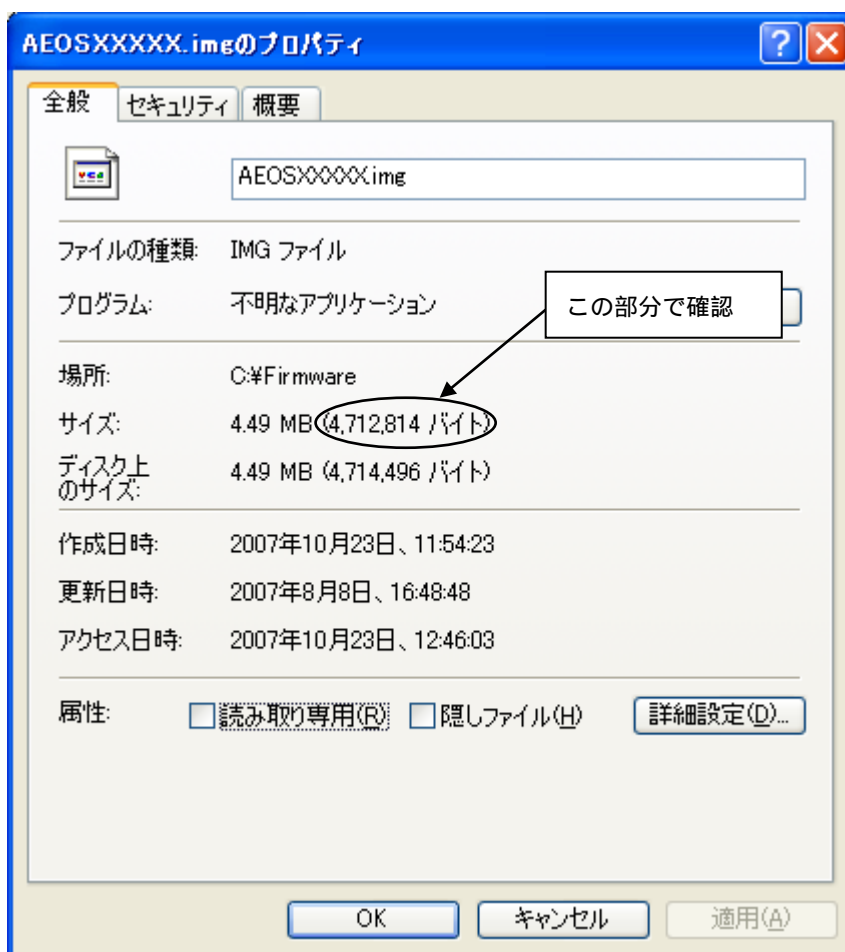 AEOSXXXXX.imgのプロパティ
全般 セキュリティ 概要
AEOSXXXXX.img
ファイルの種類: IMG ファイル
プログラム: 不明なアプリケーション
この部分で確認
場所: C:¥Firmware
サイズ: 4.49 MB (4,712,814 バイト)
ディスク上
のサイズ: 4.49 MB (4,714,496 バイト)
作成日時: 2007年10月23日、11:54:23
更新日時: 2007年8月8日、16:48:48
アクセス日時: 2007年10月23日、12:46:03
属性: 読み取り専用(R) 隠しファイル(H) 詳細設定(D)...
OK キャンセル 適用(A)